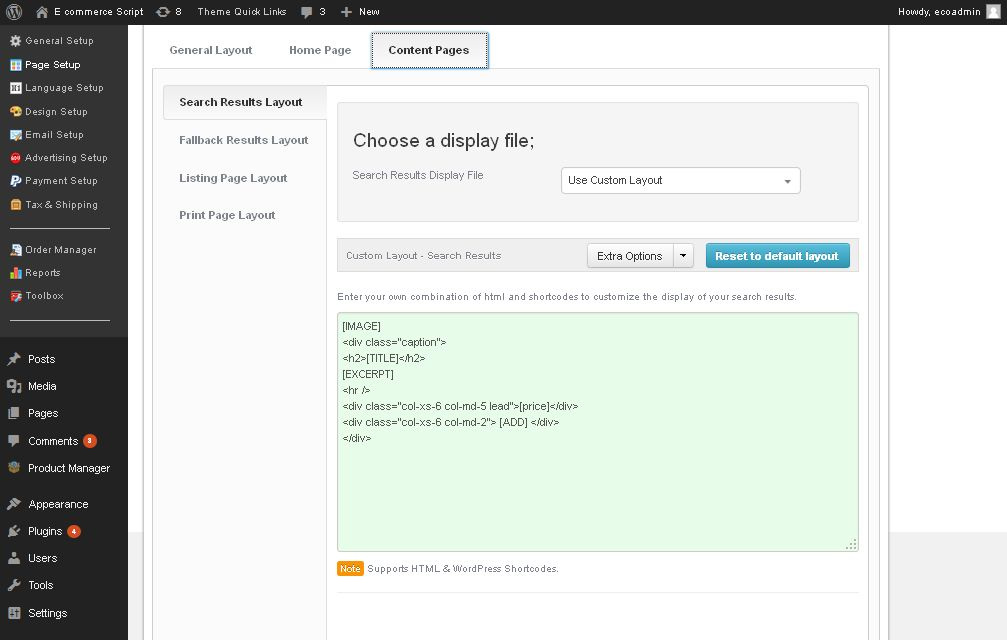 E commerce Script 8 Theme Quick Links 3 New Howdy, ecoadmin
General Setup
Page Setup
Language Setup
Design Setup
Email Setup
Advertising Setup
Payment Setup
Tax & Shipping
Order Manager
Reports
Toolbox
Posts
Media
Pages
Comments 3
Product Manager
Appearance
Plugins 4
Users
Tools
Settings
General Layout Home Page Content Pages
Search Results Layout
Fallback Results Layout
Listing Page Layout
Print Page Layout
Choose a display file;
Search Results Display File Use Custom Layout
Custom Layout - Search Results Extra Options Reset to default layout
Enter your own combination of html and shortcodes to customize the display of your search results.
[IMAGE]
<div class="caption">
<h2>[TITLE]</h2>
[EXCERPT]
<hr />
<div class="col-xs-6 col-md-5 lead">[price]</div>
<div class="col-xs-6 col-md-2"> [ADD] </div>
</div>
Note Supports HTML & WordPress Shortcodes.